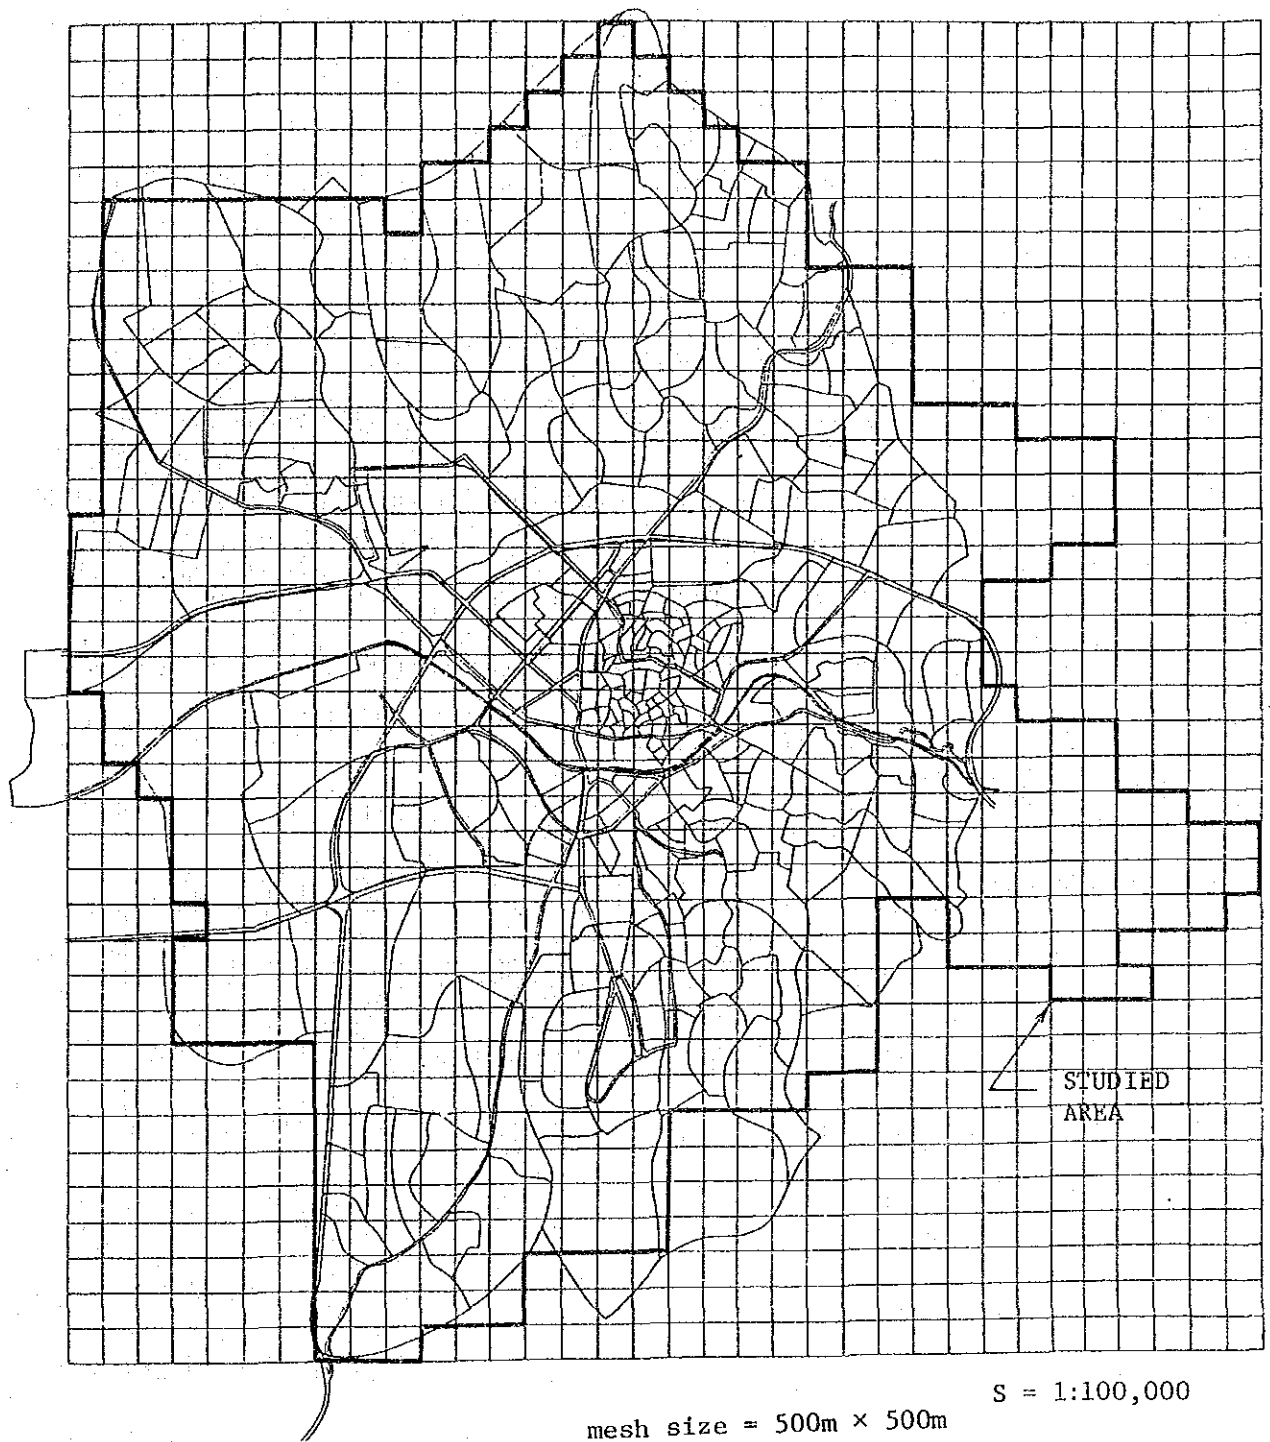 STUDIED
AREA
S = 1:100,000
mesh size = 500m × 500m